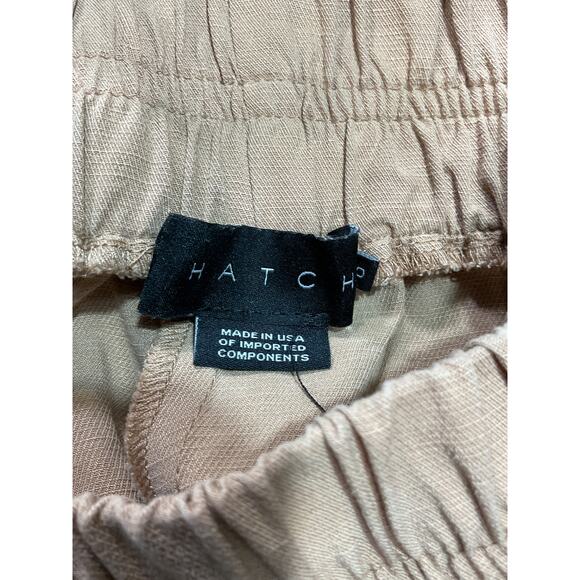 HATCH
MADE IN USA
OF IMPORTED
COMPONENTS